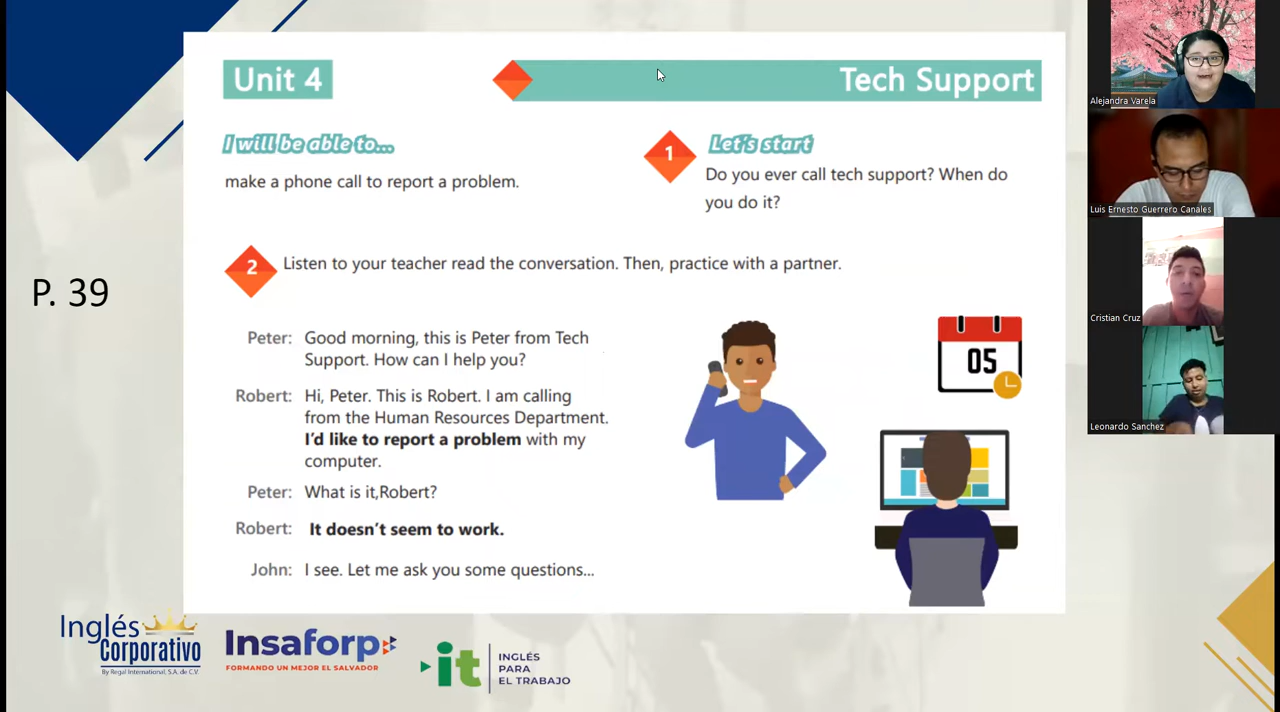 Unit 4
Tech Support
I will be able to...
make a phone call to report a problem.
1
Let's start
Do you ever call tech support? When do
you do it?
2
Listen to your teacher read the conversation. Then, practice with a partner.
P. 39
Peter: Good morning, this is Peter from Tech
Support. How can I help you?
Robert: Hi, Peter. This is Robert. I am calling
from the Human Resources Department.
I'd like to report a problem with my
computer.
Peter: What is it,Robert?
Robert: It doesn't seem to work.
John: I see. Let me ask you some questions...
05
Inglés
Corporativo
By Regal International, S.A. de C.V.
Insaforp
FORMANDO UN MEJOR EL SALVADOR
it
INGLÉS
PARA
EL TRABAJO
Alejandra Varela
Luis Ernesto Guerrero Canales
Cristian Cruz
Leonardo Sanchez